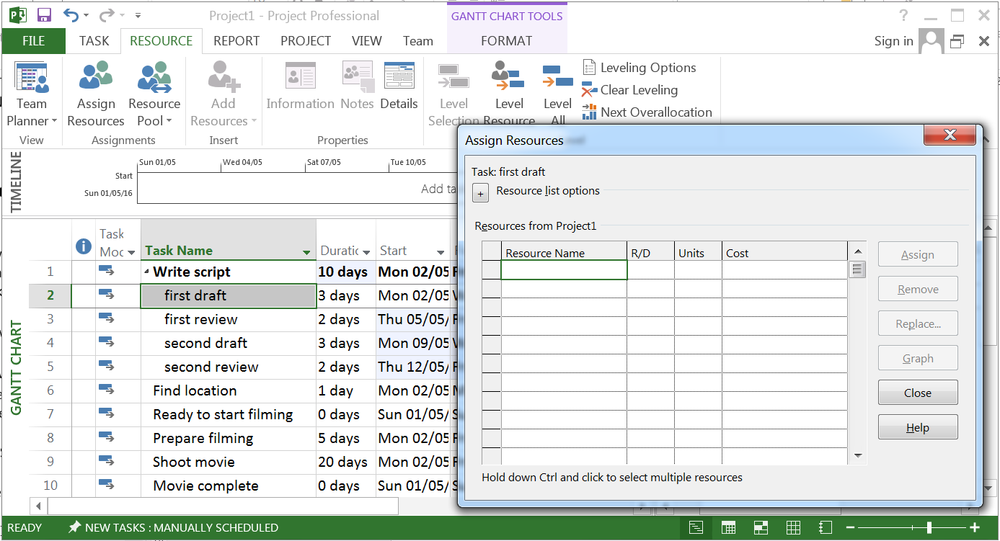 Project1 - Project Professional
GANTT CHART TOOLS
FILE TASK RESOURCE REPORT PROJECT VIEW Team FORMAT Sign in
Team Planner
Assign Resources
Resource Pool
Add Resources
Information
Notes
Details
Level Selection
Level Resource
Level All
Leveling Options
Clear Leveling
Next Overallocation
View Assignments Insert Properties
TIMELINE
Sun 01/05 Wed 04/05 Sat 07/05 Tue 10/05
Start
Sun 01/05/16
Add ta
GANTT CHART
Task
Mo Task Name Duratic Start
1 Write script 10 days Mon 02/05
2 first draft 3 days Mon 02/05
3 first review 2 days Thu 05/05/
4 second draft 3 days Mon 09/05
5 second review 2 days Thu 12/05/
6 Find location 1 day Mon 02/05
7 Ready to start filming 0 days Sun 01/05/
8 Prepare filming 5 days Mon 02/05
9 Shoot movie 20 days Mon 02/05
10 Movie complete 0 days Sun 01/05/
Assign Resources
Task: first draft
+ Resource list options
Resources from Project1
Resource Name R/D Units Cost
Assign
Remove
Replace...
Graph
Close
Help
Hold down Ctrl and click to select multiple resources
READY NEW TASKS : MANUALLY SCHEDULED